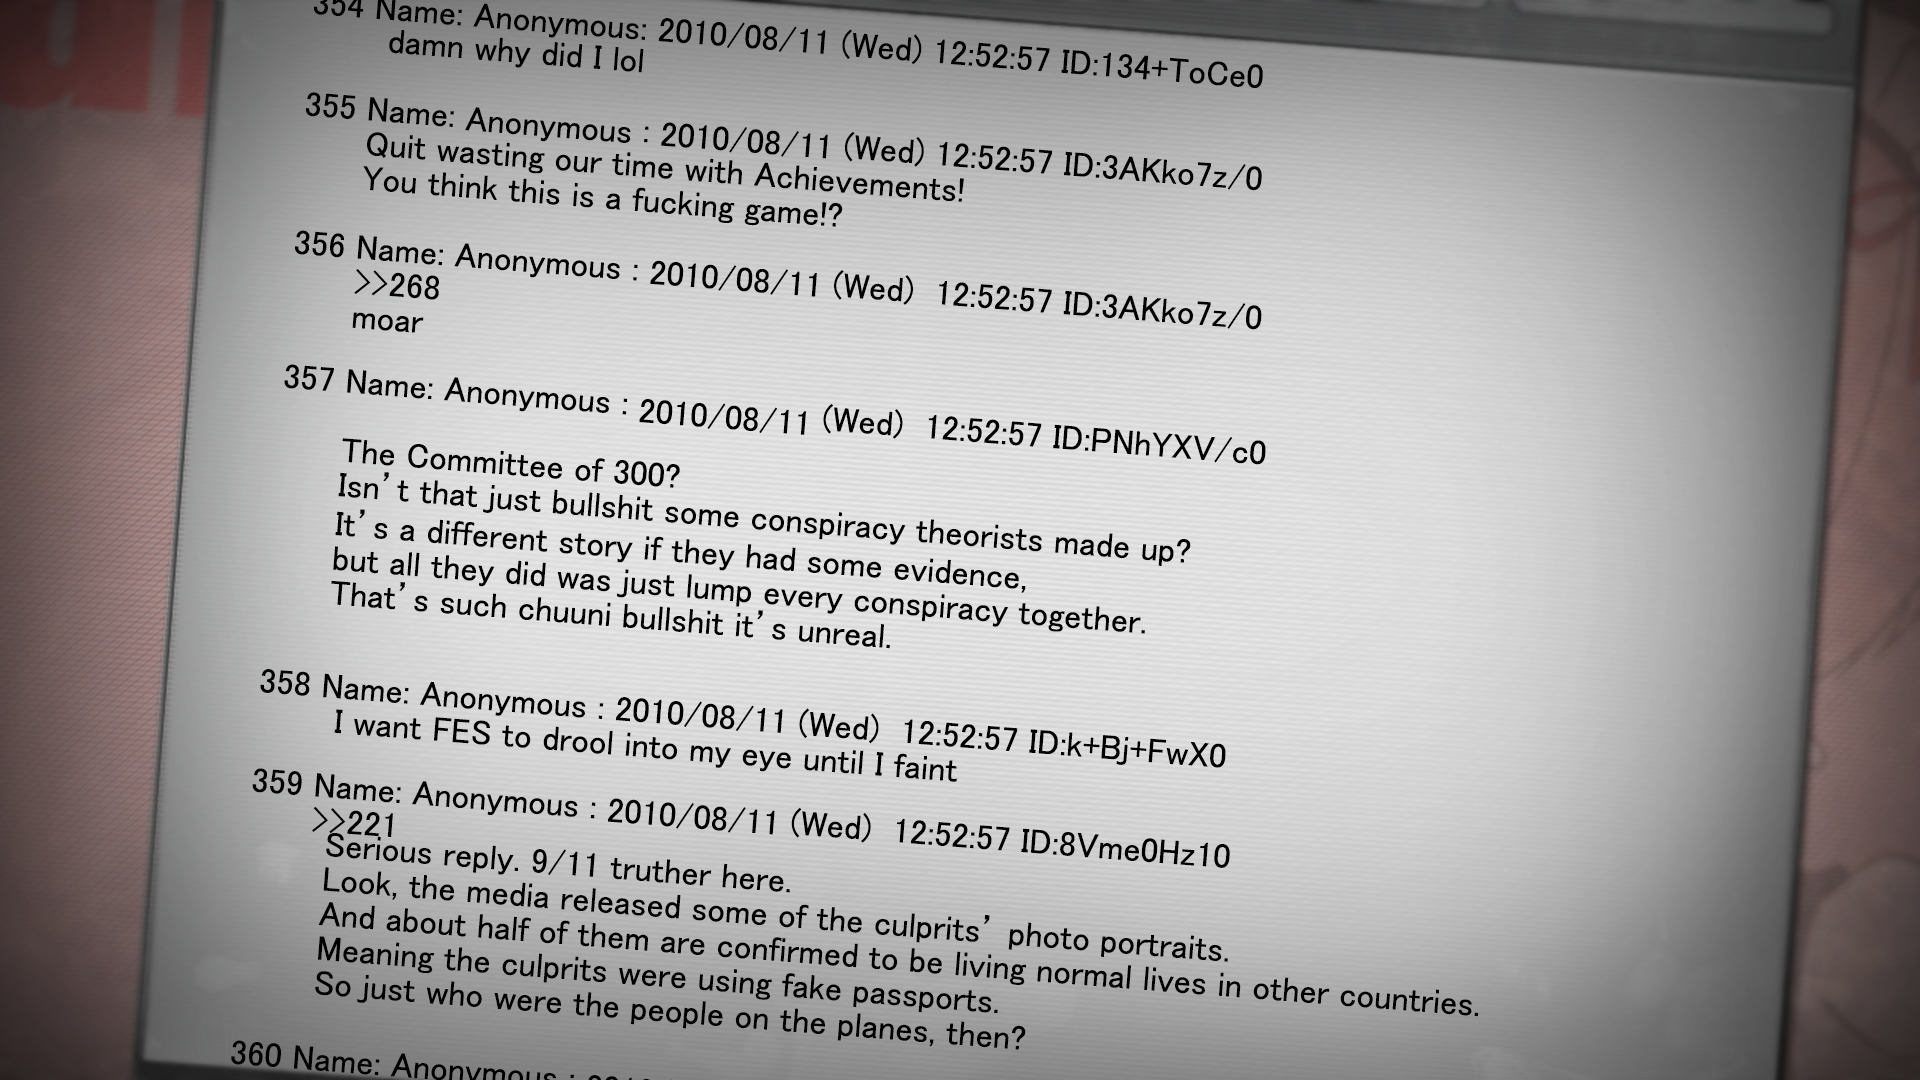 354 Name: Anonymous: 2010/08/11 (Wed) 12:52:57 ID:134+ToCe0
damn why did I lol
355 Name: Anonymous : 2010/08/11 (Wed) 12:52:57 ID:3AKko7z/0
Quit wasting our time with Achievements!
You think this is a fucking game!?
356 Name: Anonymous : 2010/08/11 (Wed) 12:52:57 ID:3AKko7z/0
>>268
moar
357 Name: Anonymous : 2010/08/11 (Wed) 12:52:57 ID:PNhYXV/c0
The Committee of 300?
Isn't that just bullshit some conspiracy theorists made up?
It's a different story if they had some evidence,
but all they did was just lump every conspiracy together.
That's such chuuni bullshit it's unreal.
358 Name: Anonymous : 2010/08/11 (Wed) 12:52:57 ID:k+Bj+FwX0
I want FES to drool into my eye until I faint
359 Name: Anonymous : 2010/08/11 (Wed) 12:52:57 ID:8Vme0Hz10
>>221
Serious reply. 9/11 truther here.
Look, the media released some of the culprits' photo portraits.
And about half of them are confirmed to be living normal lives in other countries.
Meaning the culprits were using fake passports.
So just who were the people on the planes, then?
360 Name: Anonymous :